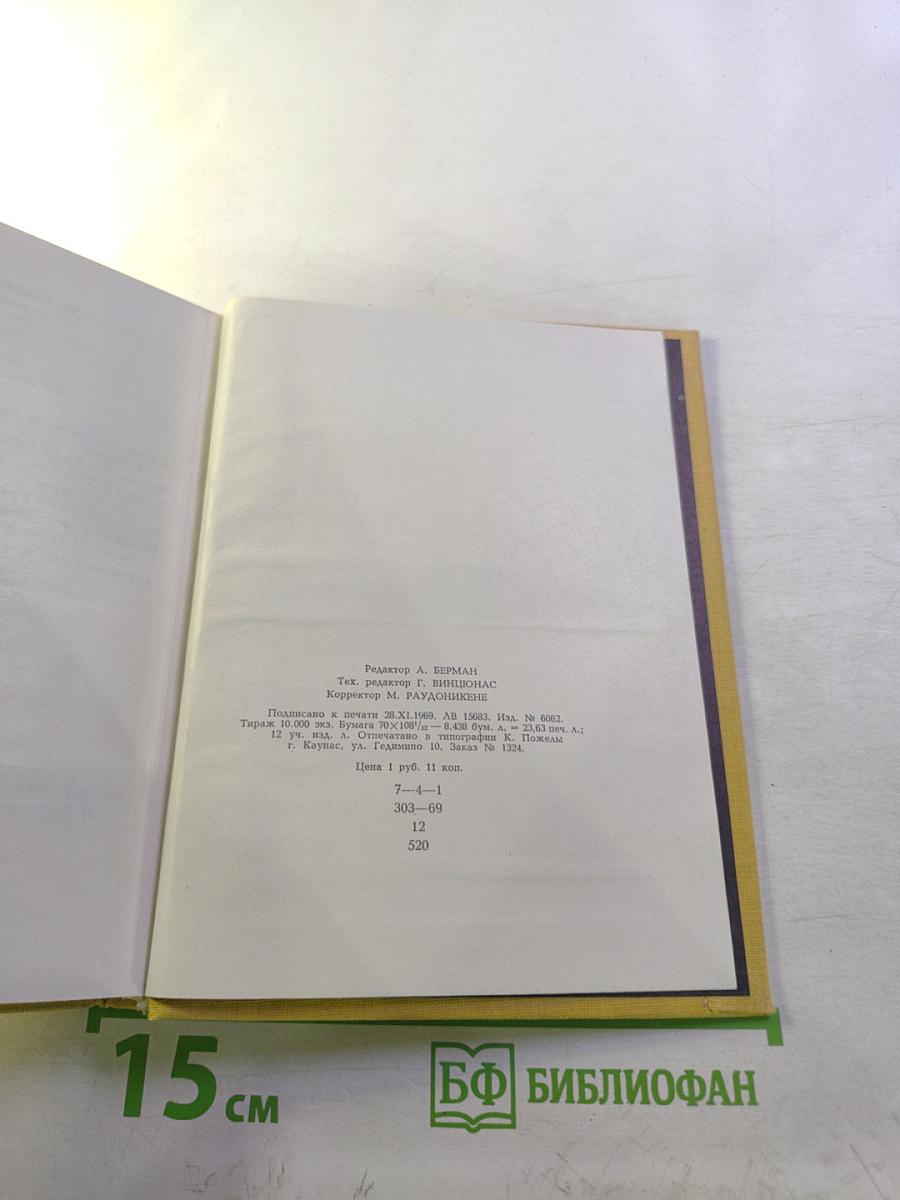 Редактор А. БЕРМАН
Тех. редактор Г. ВИНЦЮНАС
Корректор М. РАУДОНИКЕНЕ
Подписано к печати 28.XI.1969. ЛВ 15683. Изд. № 6062.
Тираж 10.000 экз. Бумага 70×108¹/₃₂ — 8,438 бум. л. = 23,63 печ. л.;
12 уч. изд. л. Отпечатано в типографии К. Пожелы
г. Каунас, ул. Гедимино 10. Заказ № 1324.
Цена 1 руб. 11 коп.
7—4—1
303—69
12
520
15 см
БФ БИБЛИОФАН